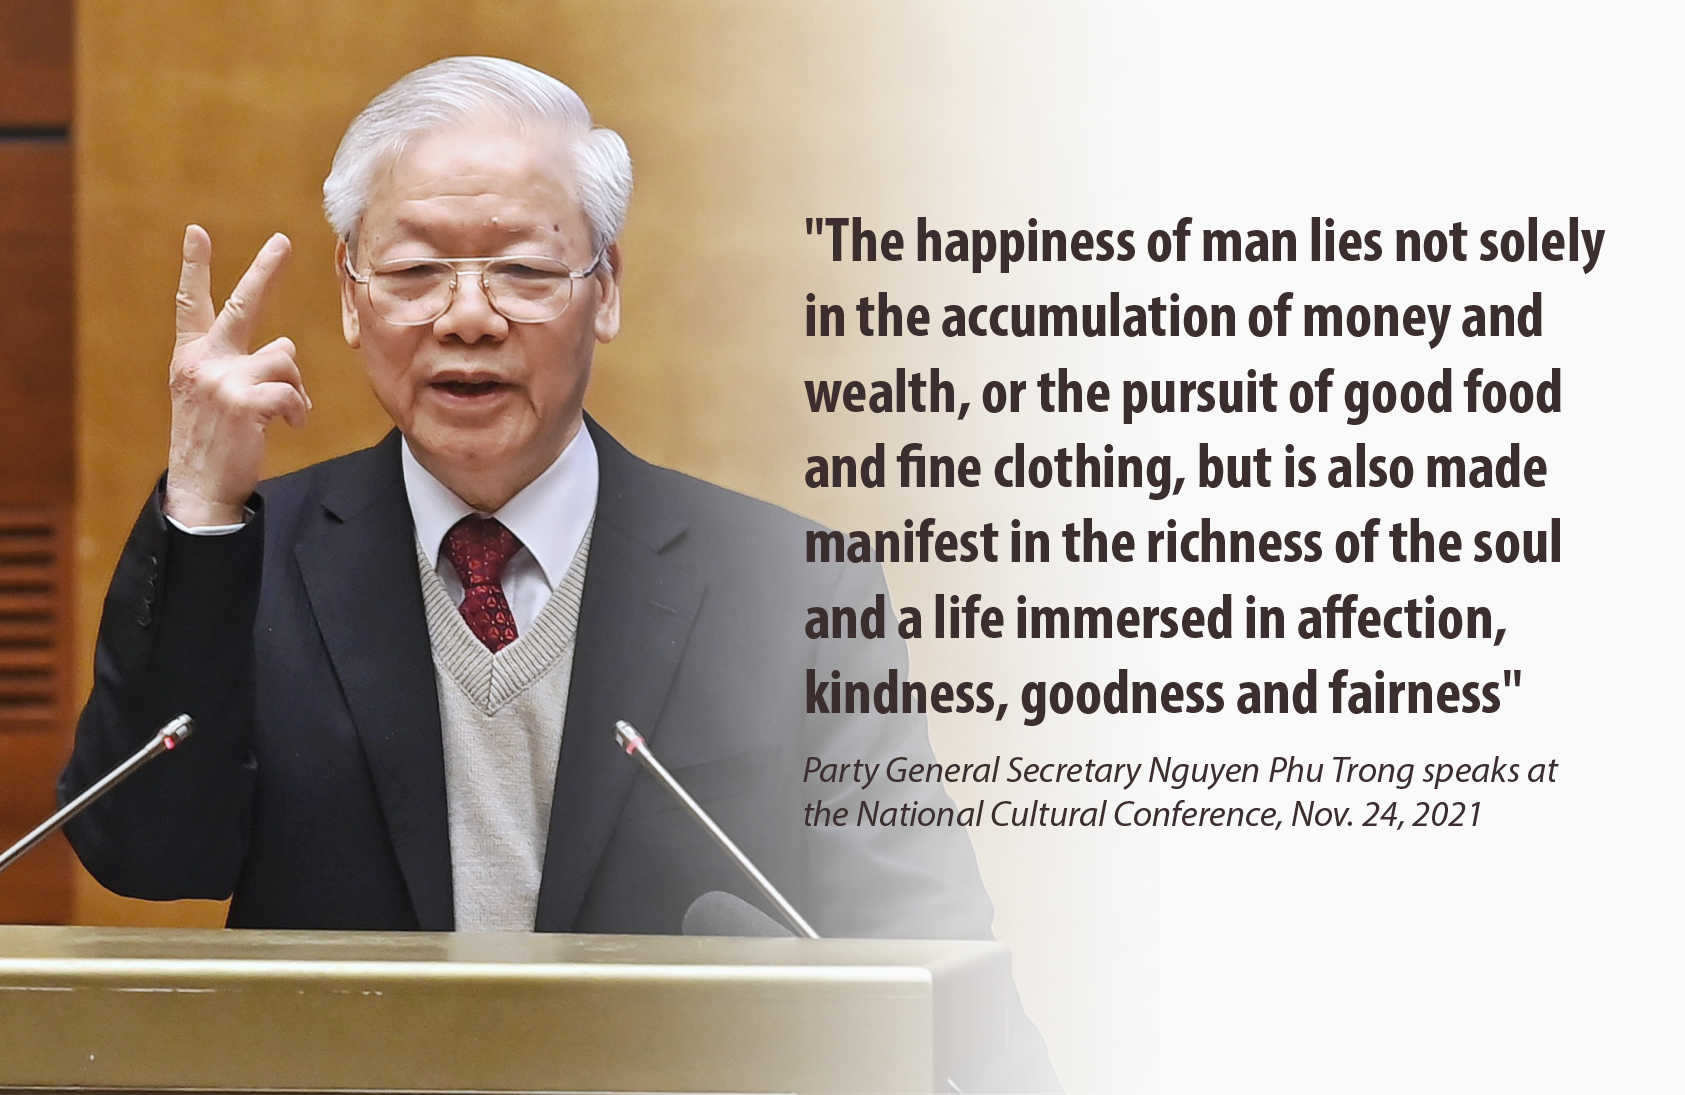 "The happiness of man lies not solely
in the accumulation of money and
wealth, or the pursuit of good food
and fine clothing, but is also made
manifest in the richness of the soul
and a life immersed in affection,
kindness, goodness and fairness"
Party General Secretary Nguyen Phu Trong speaks at
the National Cultural Conference, Nov. 24, 2021